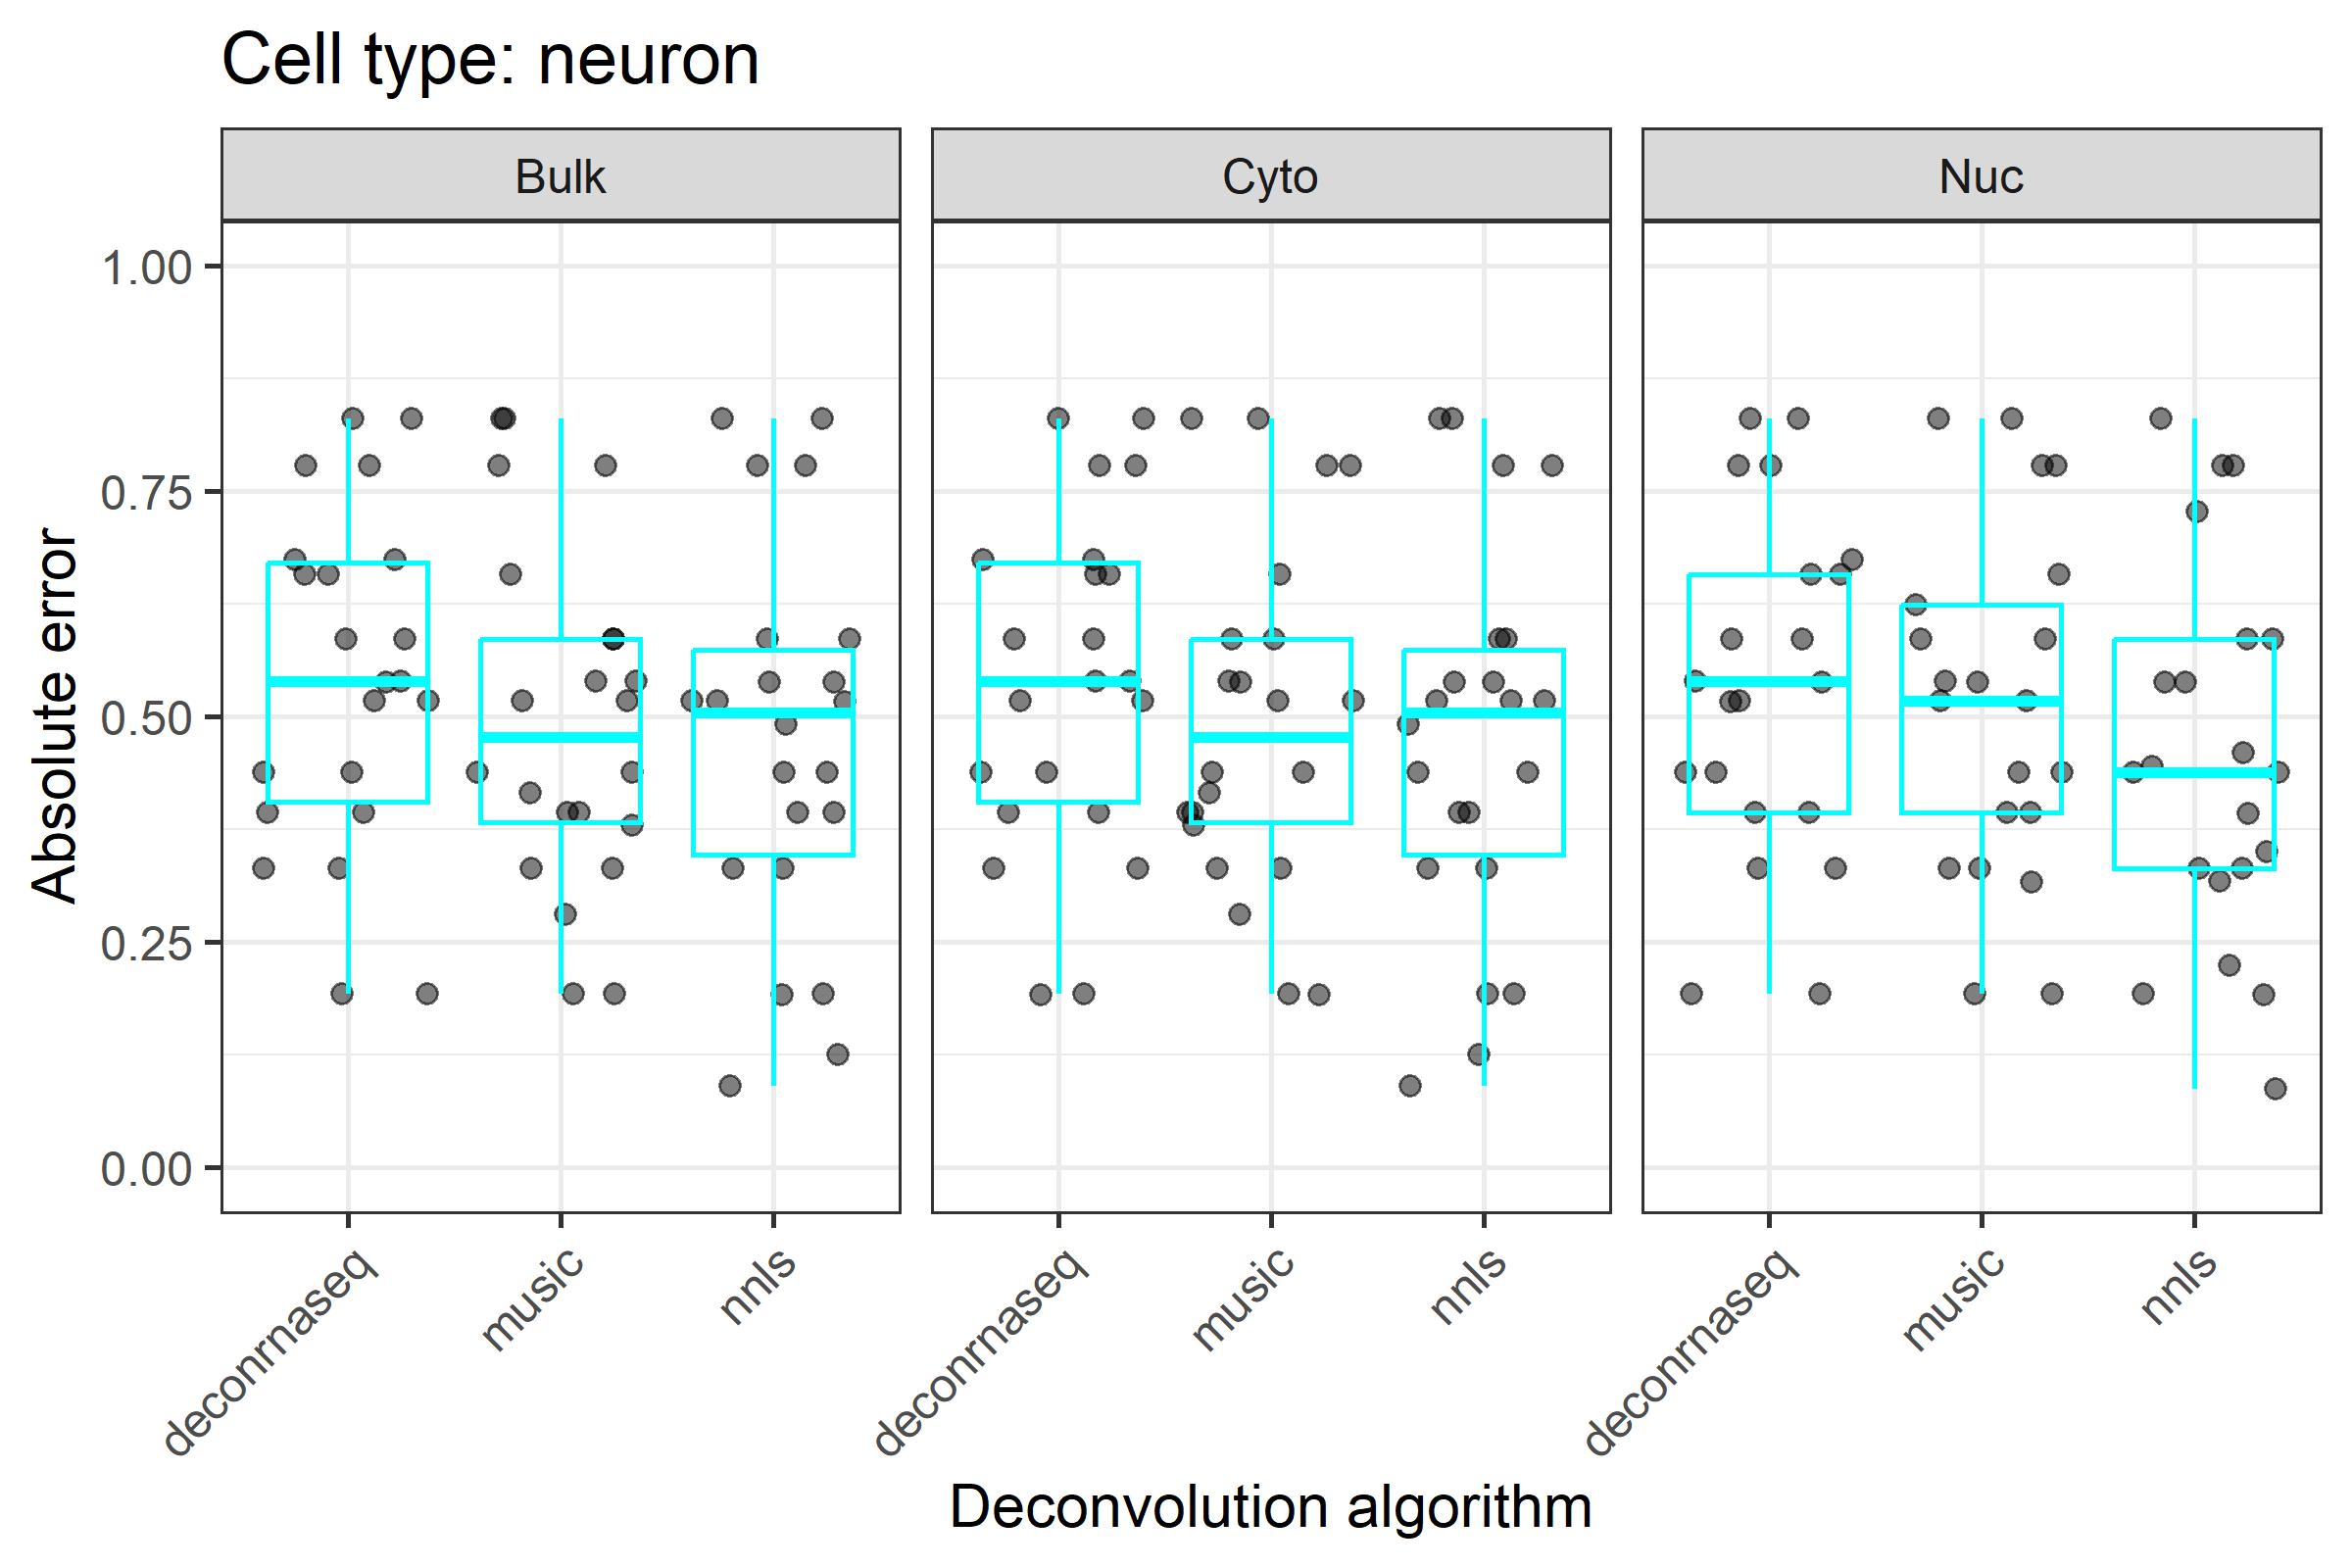 Cell type: neuron
Bulk
Cyto
Nuc
Absolute error
1.00
0.75
0.50
0.25
0.00
deconrnaseq
music
nnls
deconrnaseq
music
nnls
deconrnaseq
music
nnls
Deconvolution algorithm